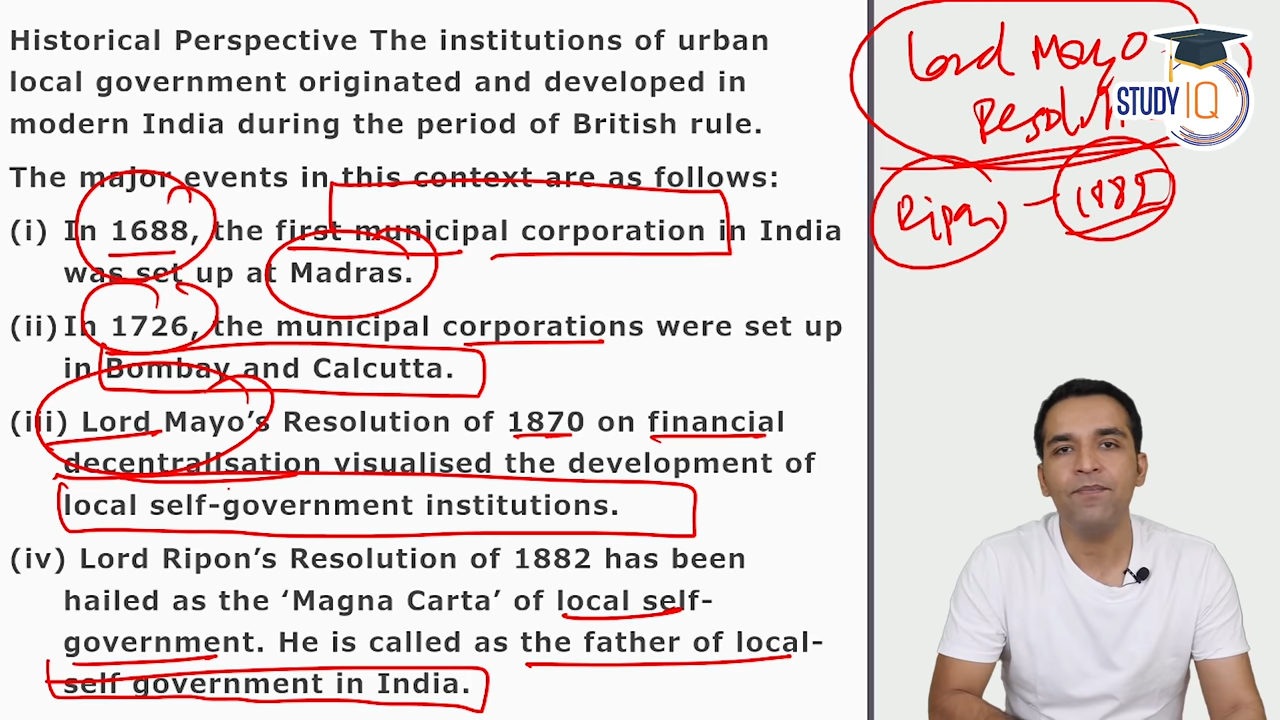 Historical Perspective The institutions of urban
local government originated and developed in
modern India during the period of British rule.
The major events in this context are as follows:
(i) In 1688, the first municipal corporation in India
was set up at Madras.
(ii) In 1726, the municipal corporations were set up
in Bombay and Calcutta.
(iii) Lord Mayo's Resolution of 1870 on financial
decentralisation visualised the development of
local self-government institutions.
(iv) Lord Ripon's Resolution of 1882 has been
hailed as the ‘Magna Carta’ of local self-
government. He is called as the father of local-
self government in India.
Lord Mayo
Ripon - 1882
STUDY IQ